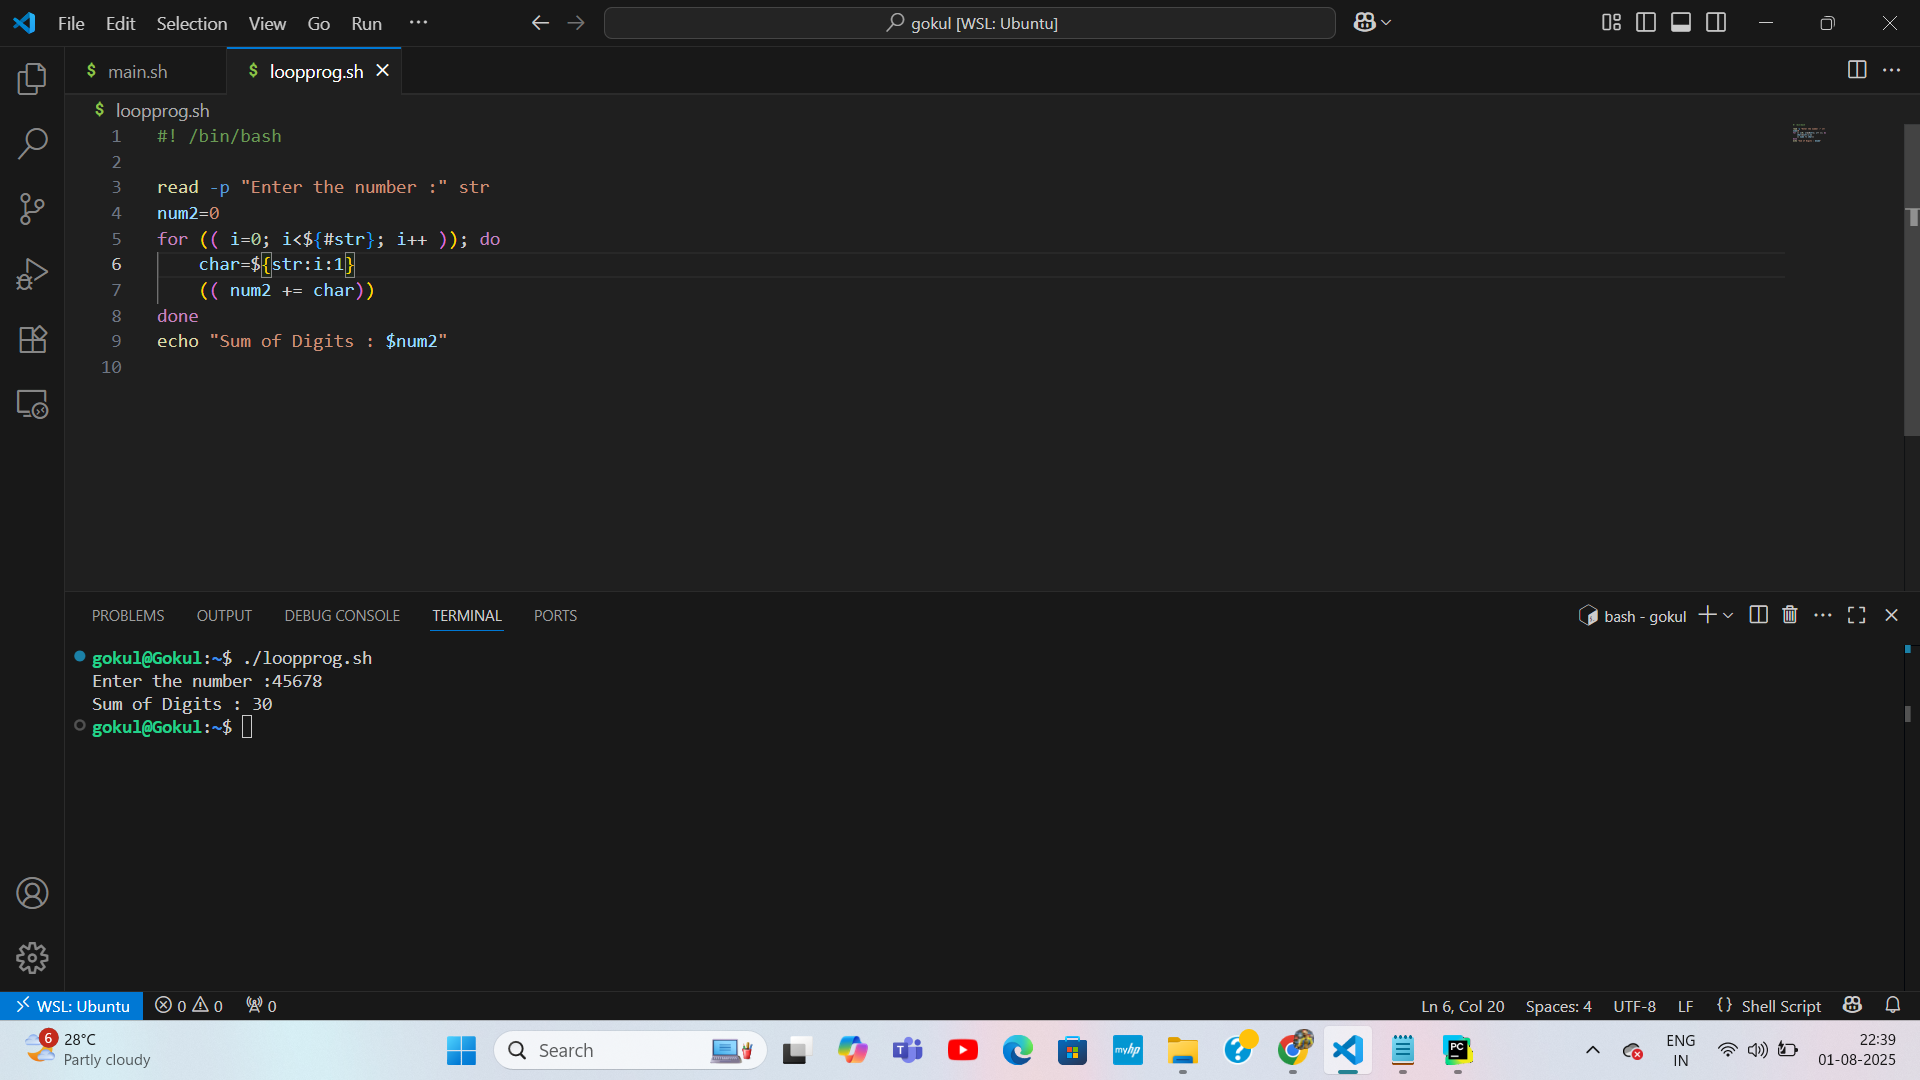 File Edit Selection View Go Run ···
gokul [WSL: Ubuntu]
$ main.sh
$ loopprog.sh
$ loopprog.sh
1 #! /bin/bash
2
3 read -p "Enter the number :" str
4 num2=0
5 for (( i=0; i<${#str}; i++ )); do
6     char=${str:i:1}
7     (( num2 += char))
8 done
9 echo "Sum of Digits : $num2"
10
PROBLEMS OUTPUT DEBUG CONSOLE TERMINAL PORTS
bash - gokul
gokul@Gokul:~$ ./loopprog.sh
Enter the number :45678
Sum of Digits : 30
gokul@Gokul:~$
WSL: Ubuntu 0 0 0
Ln 6, Col 20 Spaces: 4 UTF-8 LF {} Shell Script
6
28°C
Partly cloudy
Search
T
myhp
?
PC
ENG
IN
22:39
01-08-2025